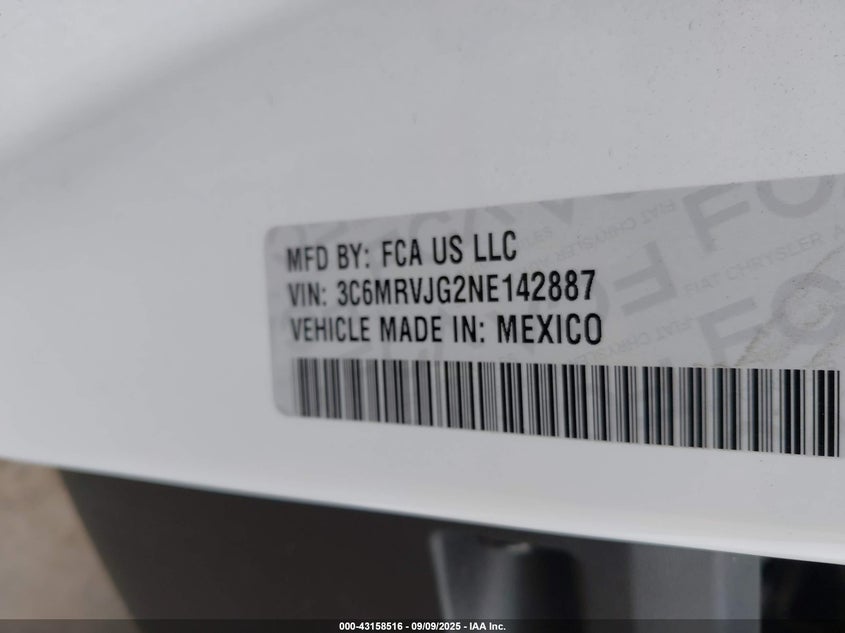 MFD BY: FCA US LLC
VIN: 3C6MRVJG2NE142887
VEHICLE MADE IN: MEXICO
000-43158516 - 09/09/2025 - IAA Inc.